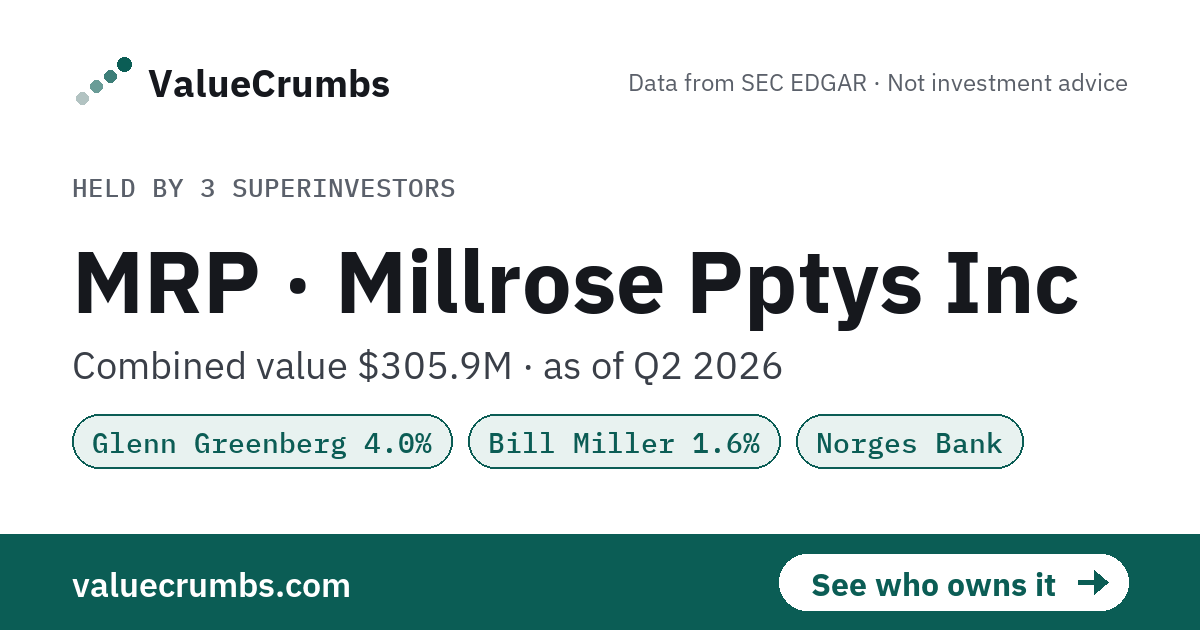 ValueCrumbs
Data from SEC EDGAR · Not investment advice
HELD BY 3 SUPERINVESTORS
MRP · Millrose Pptys Inc
Combined value $305.9M · as of Q2 2026
Glenn Greenberg 4.0% Bill Miller 1.6% Norges Bank
valuecrumbs.com
See who owns it →